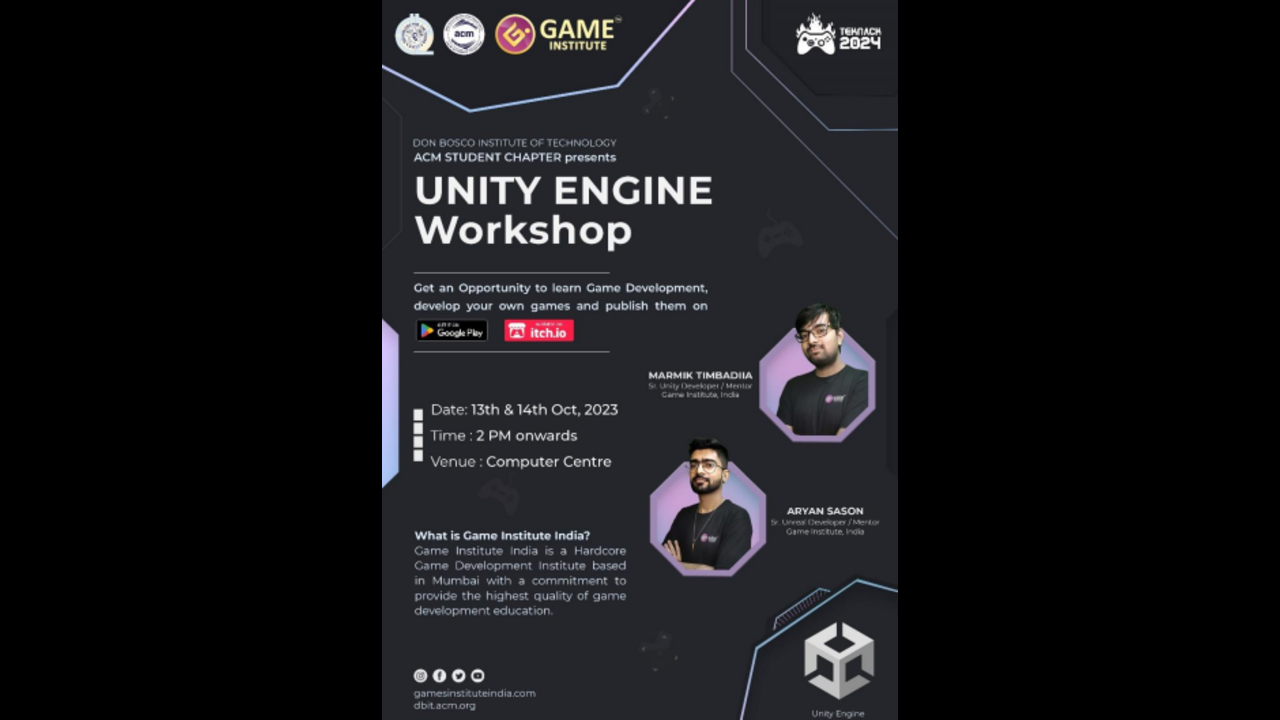 acm
GAME
INSTITUTE
TEKNACK
2024
DON BOSCO INSTITUTE OF TECHNOLOGY
ACM STUDENT CHAPTER presents
UNITY ENGINE
Workshop
Get an Opportunity to learn Game Development,
develop your own games and publish them on
GET IT ON
Google Play
itch.io
MARMIK TIMBADIIA
Sr. Unity Developer / Mentor
Game Institute, India
Date: 13th & 14th Oct, 2023
Time : 2 PM onwards
Venue : Computer Centre
ARYAN SASON
Sr. Unreal Developer / Mentor
Game Institute, India
What is Game Institute India?
Game Institute India is a Hardcore
Game Development Institute based
in Mumbai with a commitment to
provide the highest quality of game
development education.
gamesinstituteindia.com
dbit.acm.org
Unity Engine